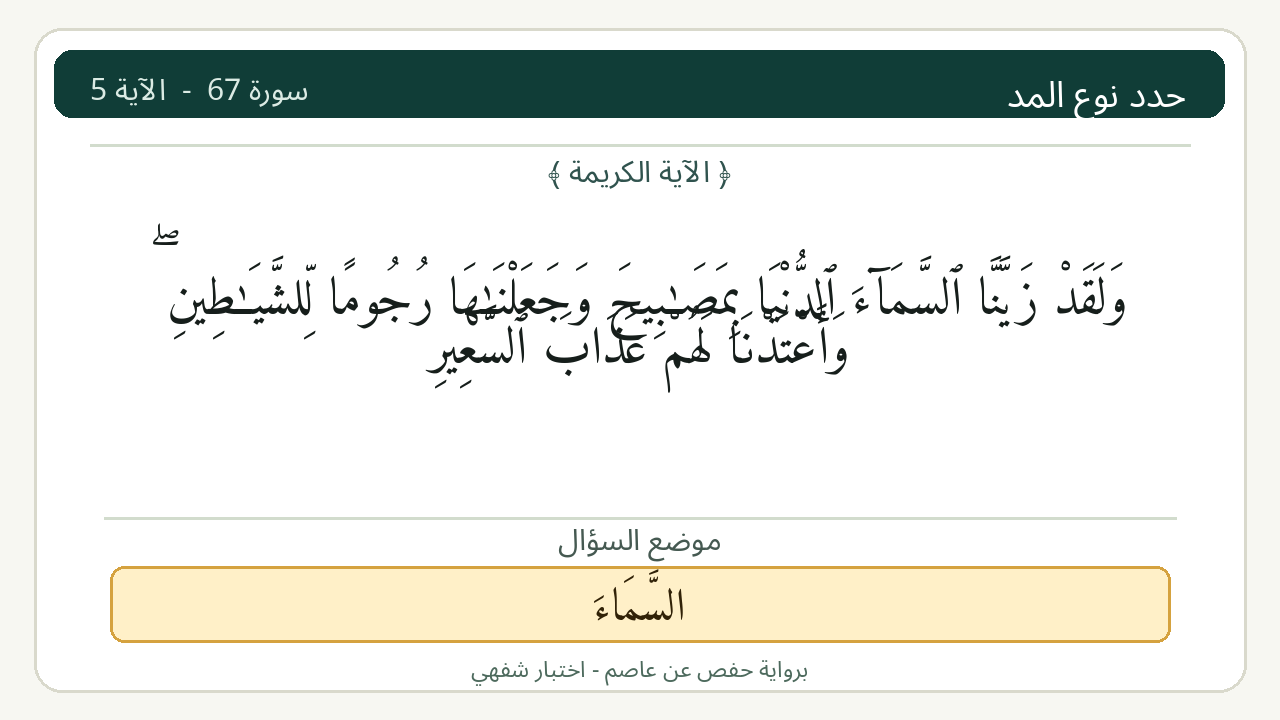 حدد نوع المد
سورة 67 - الآية 5
﴿ الآية الكريمة ﴾
وَلَقَدْ زَيَّنَّا ٱلسَّمَآءَ ٱلدُّنْيَا بِمَصَـٰبِيحَ وَجَعَلْنَـٰهَا رُجُومًا لِّلشَّيَـٰطِينِ ۖ
وَأَعْتَدْنَا لَهُمْ عَذَابَ ٱلسَّعِيرِ
موضع السؤال
السَّمَاءَ
برواية حفص عن عاصم - اختبار شفهي